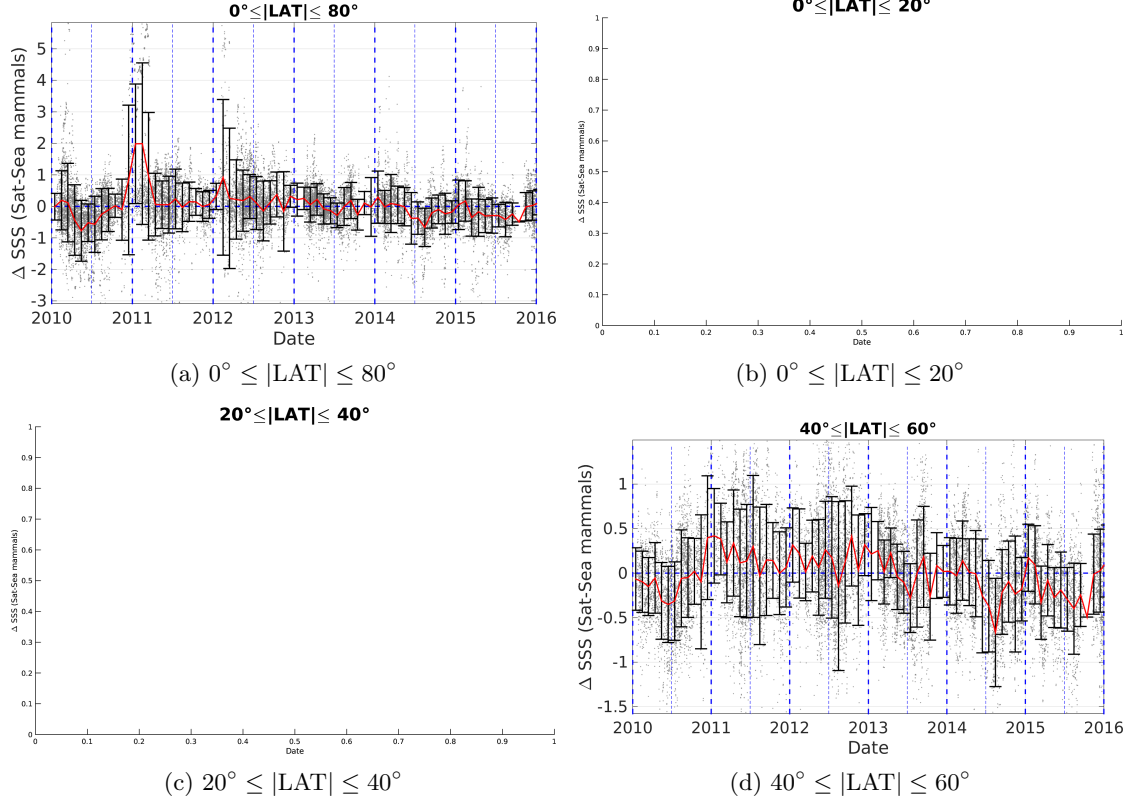 0°≤|LAT|≤ 80°
Δ SSS (Sat-Sea mammals)
5
4
3
2
1
0
-1
-2
-3
2010 2011 2012 2013 2014 2015 2016
Date
(a) 0° ≤ |LAT| ≤ 80°
0°≤|LAT|≤ 20°
Δ SSS (Sat-Sea mammals)
1
0.9
0.8
0.7
0.6
0.5
0.4
0.3
0.2
0.1
0
0 0.1 0.2 0.3 0.4 0.5 0.6 0.7 0.8 0.9 1
Date
(b) 0° ≤ |LAT| ≤ 20°
20°≤|LAT|≤ 40°
Δ SSS (Sat-Sea mammals)
1
0.9
0.8
0.7
0.6
0.5
0.4
0.3
0.2
0.1
0
0 0.1 0.2 0.3 0.4 0.5 0.6 0.7 0.8 0.9 1
Date
(c) 20° ≤ |LAT| ≤ 40°
40°≤|LAT|≤ 60°
Δ SSS (Sat-Sea mammals)
1
0.5
0
-0.5
-1
-1.5
2010 2011 2012 2013 2014 2015 2016
Date
(d) 40° ≤ |LAT| ≤ 60°